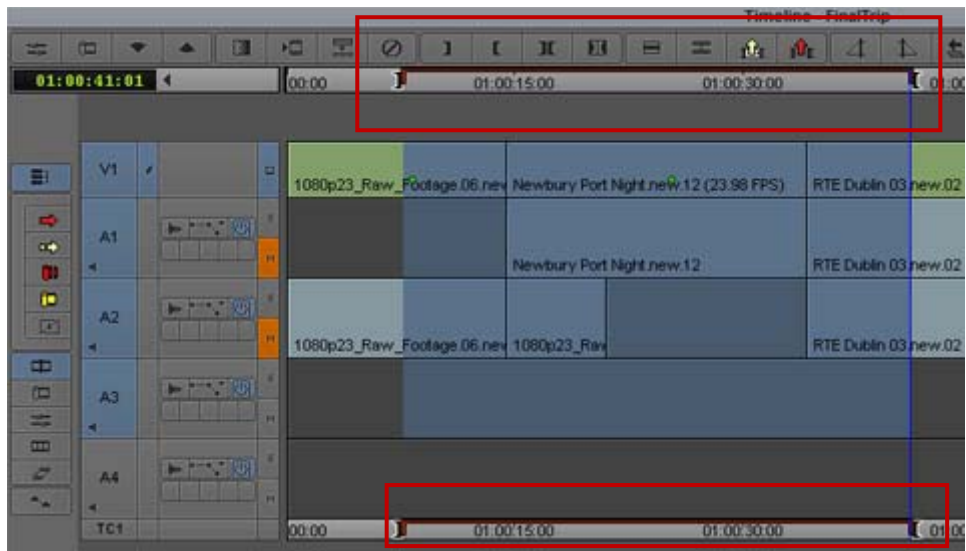 Timeline - FinalTrip
01:00:41:01
00:00 01:00:15:00 01:00:30:00 01:00
V1
1080p23_Raw_Footage.06.new Newbury Port Night.new.12 (23.98 FPS) RTE Dublin 03.new.02
A1
Newbury Port Night.new.12 RTE Dublin 03.new.02
M
A2
1080p23_Raw_Footage.06.new 1080p23_Raw RTE Dublin 03.new.02
M
A3
M
A4
M
TC1 00:00 01:00:15:00 01:00:30:00 01:00